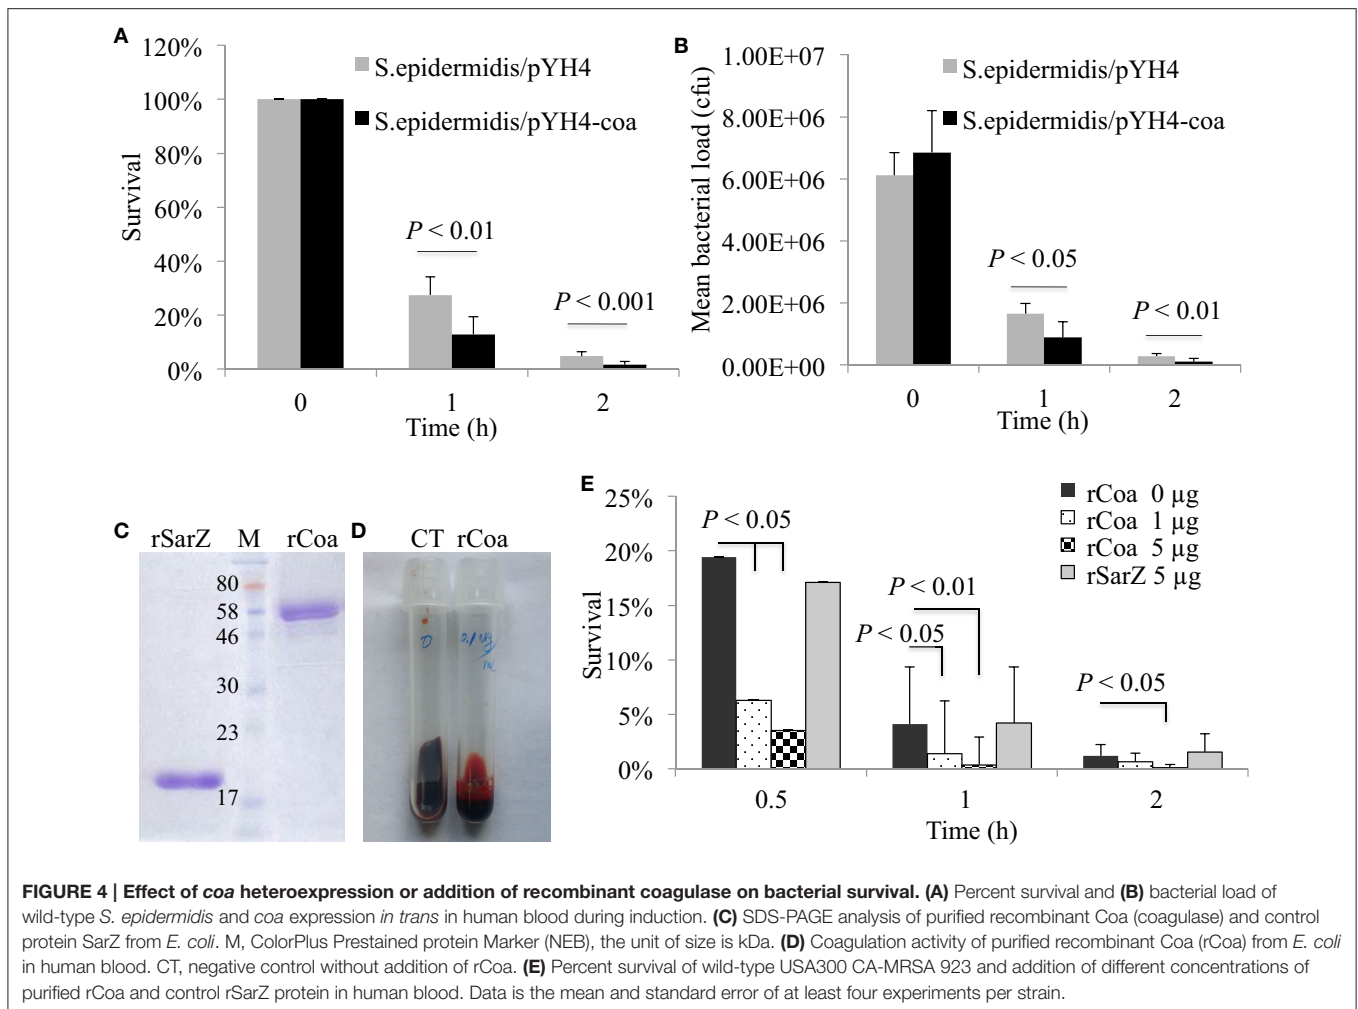 A
120%
100%
80%
60%
40%
20%
0%
Survival
S.epidermidis/pYH4
S.epidermidis/pYH4-coa
P < 0.01
P < 0.001
0 1 2
Time (h)
B
1.00E+07
8.00E+06
6.00E+06
4.00E+06
2.00E+06
0.00E+00
Mean bacterial load (cfu)
S.epidermidis/pYH4
S.epidermidis/pYH4-coa
P < 0.05
P < 0.01
0 1 2
Time (h)
C
rSarZ M rCoa
80
58
46
30
23
17
D
CT rCoa
0
E
25%
20%
15%
10%
5%
0%
Survival
rCoa 0 µg
rCoa 1 µg
rCoa 5 µg
rSarZ 5 µg
P < 0.05
P < 0.01
P < 0.05
P < 0.05
0.5 1 2
Time (h)
FIGURE 4 | Effect of coa heteroexpression or addition of recombinant coagulase on bacterial survival. (A) Percent survival and (B) bacterial load of
wild-type S. epidermidis and coa expression in trans in human blood during induction. (C) SDS-PAGE analysis of purified recombinant Coa (coagulase) and control
protein SarZ from E. coli. M, ColorPlus Prestained protein Marker (NEB), the unit of size is kDa. (D) Coagulation activity of purified recombinant Coa (rCoa) from E. coli
in human blood. CT, negative control without addition of rCoa. (E) Percent survival of wild-type USA300 CA-MRSA 923 and addition of different concentrations of
purified rCoa and control rSarZ protein in human blood. Data is the mean and standard error of at least four experiments per strain.